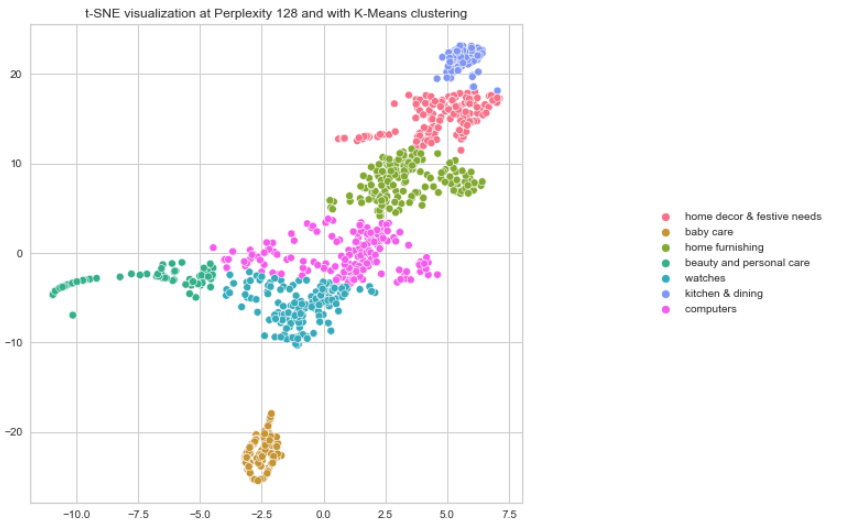 t-SNE visualization at Perplexity 128 and with K-Means clustering
20
10
0
−10
−20
−10.0 −7.5 −5.0 −2.5 0.0 2.5 5.0 7.5
home decor & festive needs
baby care
home furnishing
beauty and personal care
watches
kitchen & dining
computers